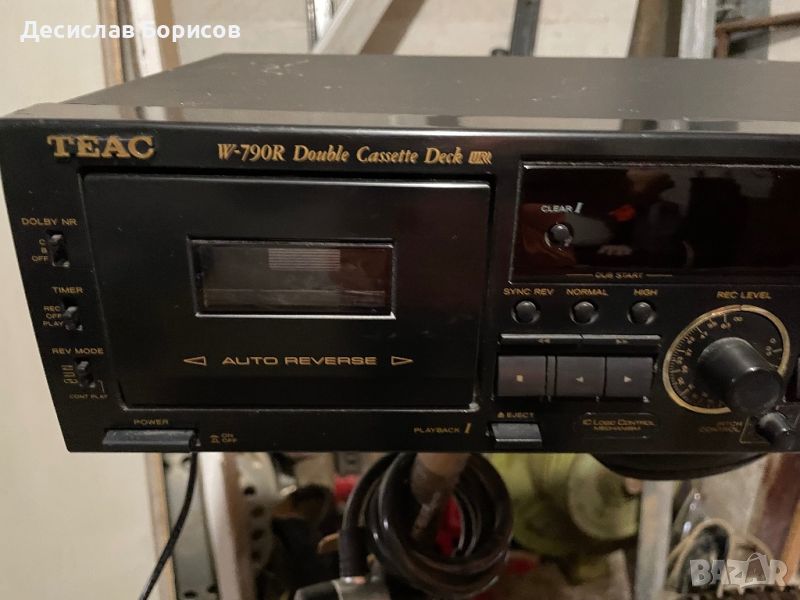 Десислав Борисов
TEAC
W-790R Double Cassette Deck
DOLBY NR
C
B
OFF
TIMER
REC
OFF
PLAY
REV MODE
CONT PLAY
POWER
ON
OFF
AUTO REVERSE
PLAYBACK I
CLEAR I
DUB START
SYNC REV NORMAL HIGH
REC LEVEL
EJECT
IC LOGIC CONTROL
MECHANISM
PITCH
CONTROL
BAZAR